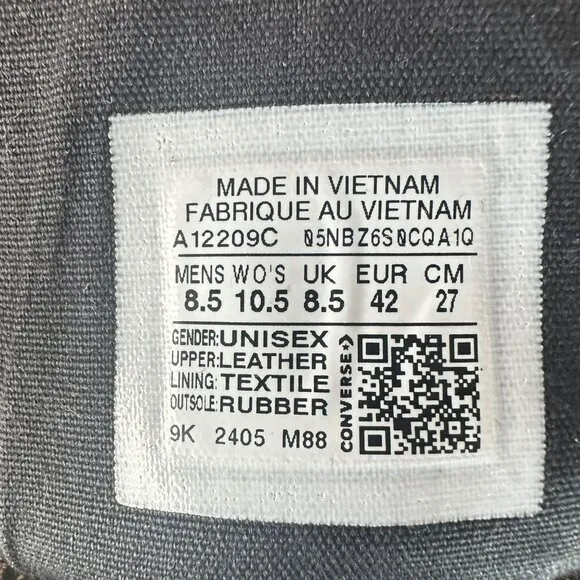 MADE IN VIETNAM
FABRIQUE AU VIETNAM
A12209C 05NBZ6S0CQA1Q
MENS WO'S UK EUR CM
8.5 10.5 8.5 42 27
GENDER:UNISEX
UPPER:LEATHER
LINING:TEXTILE
OUTSOLE:RUBBER
9K 2405 M88
CONVERSE